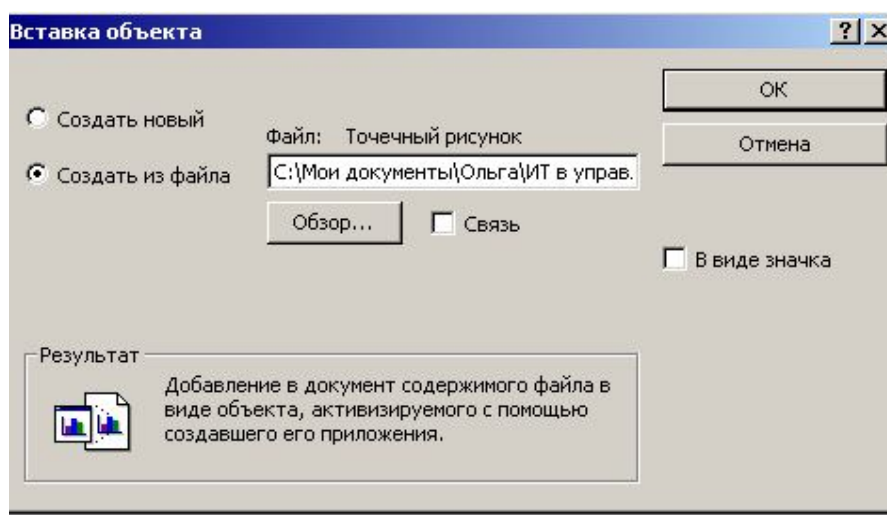 Вставка объекта
Создать новый
Создать из файла
Файл: Точечный рисунок
C:\Мои документы\Ольга\ИТ в управ.
Обзор...
Связь
OK
Отмена
В виде значка
Результат
Добавление в документ содержимого файла в
виде объекта, активизируемого с помощью
создавшего его приложения.